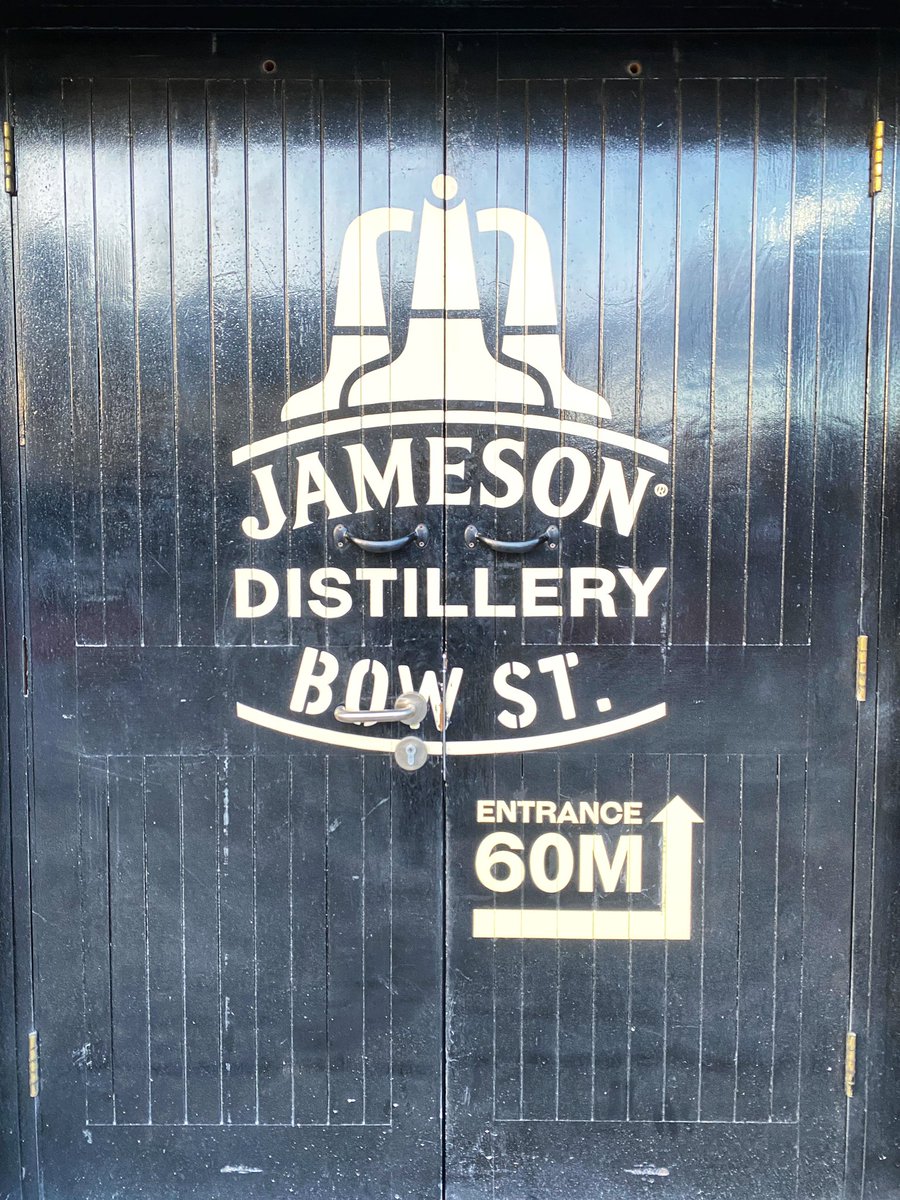 JAMESON®
DISTILLERY
BOW ST.
ENTRANCE
60M